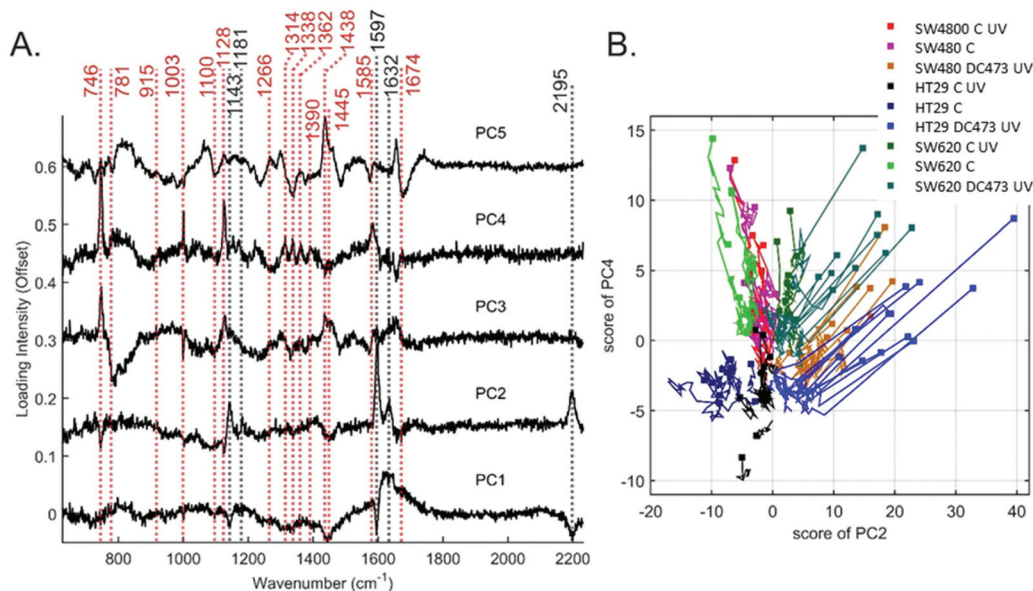 A.
746
781
915
1003
1100
1128
1143
1181
1266
1314
1338
1362
1390
1438
1445
1585
1597
1632
1674
2195
PC5
PC4
PC3
PC2
PC1
0.6
0.5
0.4
0.3
0.2
0.1
0
Loading Intensity (Offset)
800 1000 1200 1400 1600 1800 2000 2200
Wavenumber (cm⁻¹)
B.
SW4800 C UV
SW480 C
SW480 DC473 UV
HT29 C UV
HT29 C
HT29 DC473 UV
SW620 C UV
SW620 C
SW620 DC473 UV
15
10
5
0
-5
-10
score of PC4
-20 -10 0 10 20 30 40
score of PC2